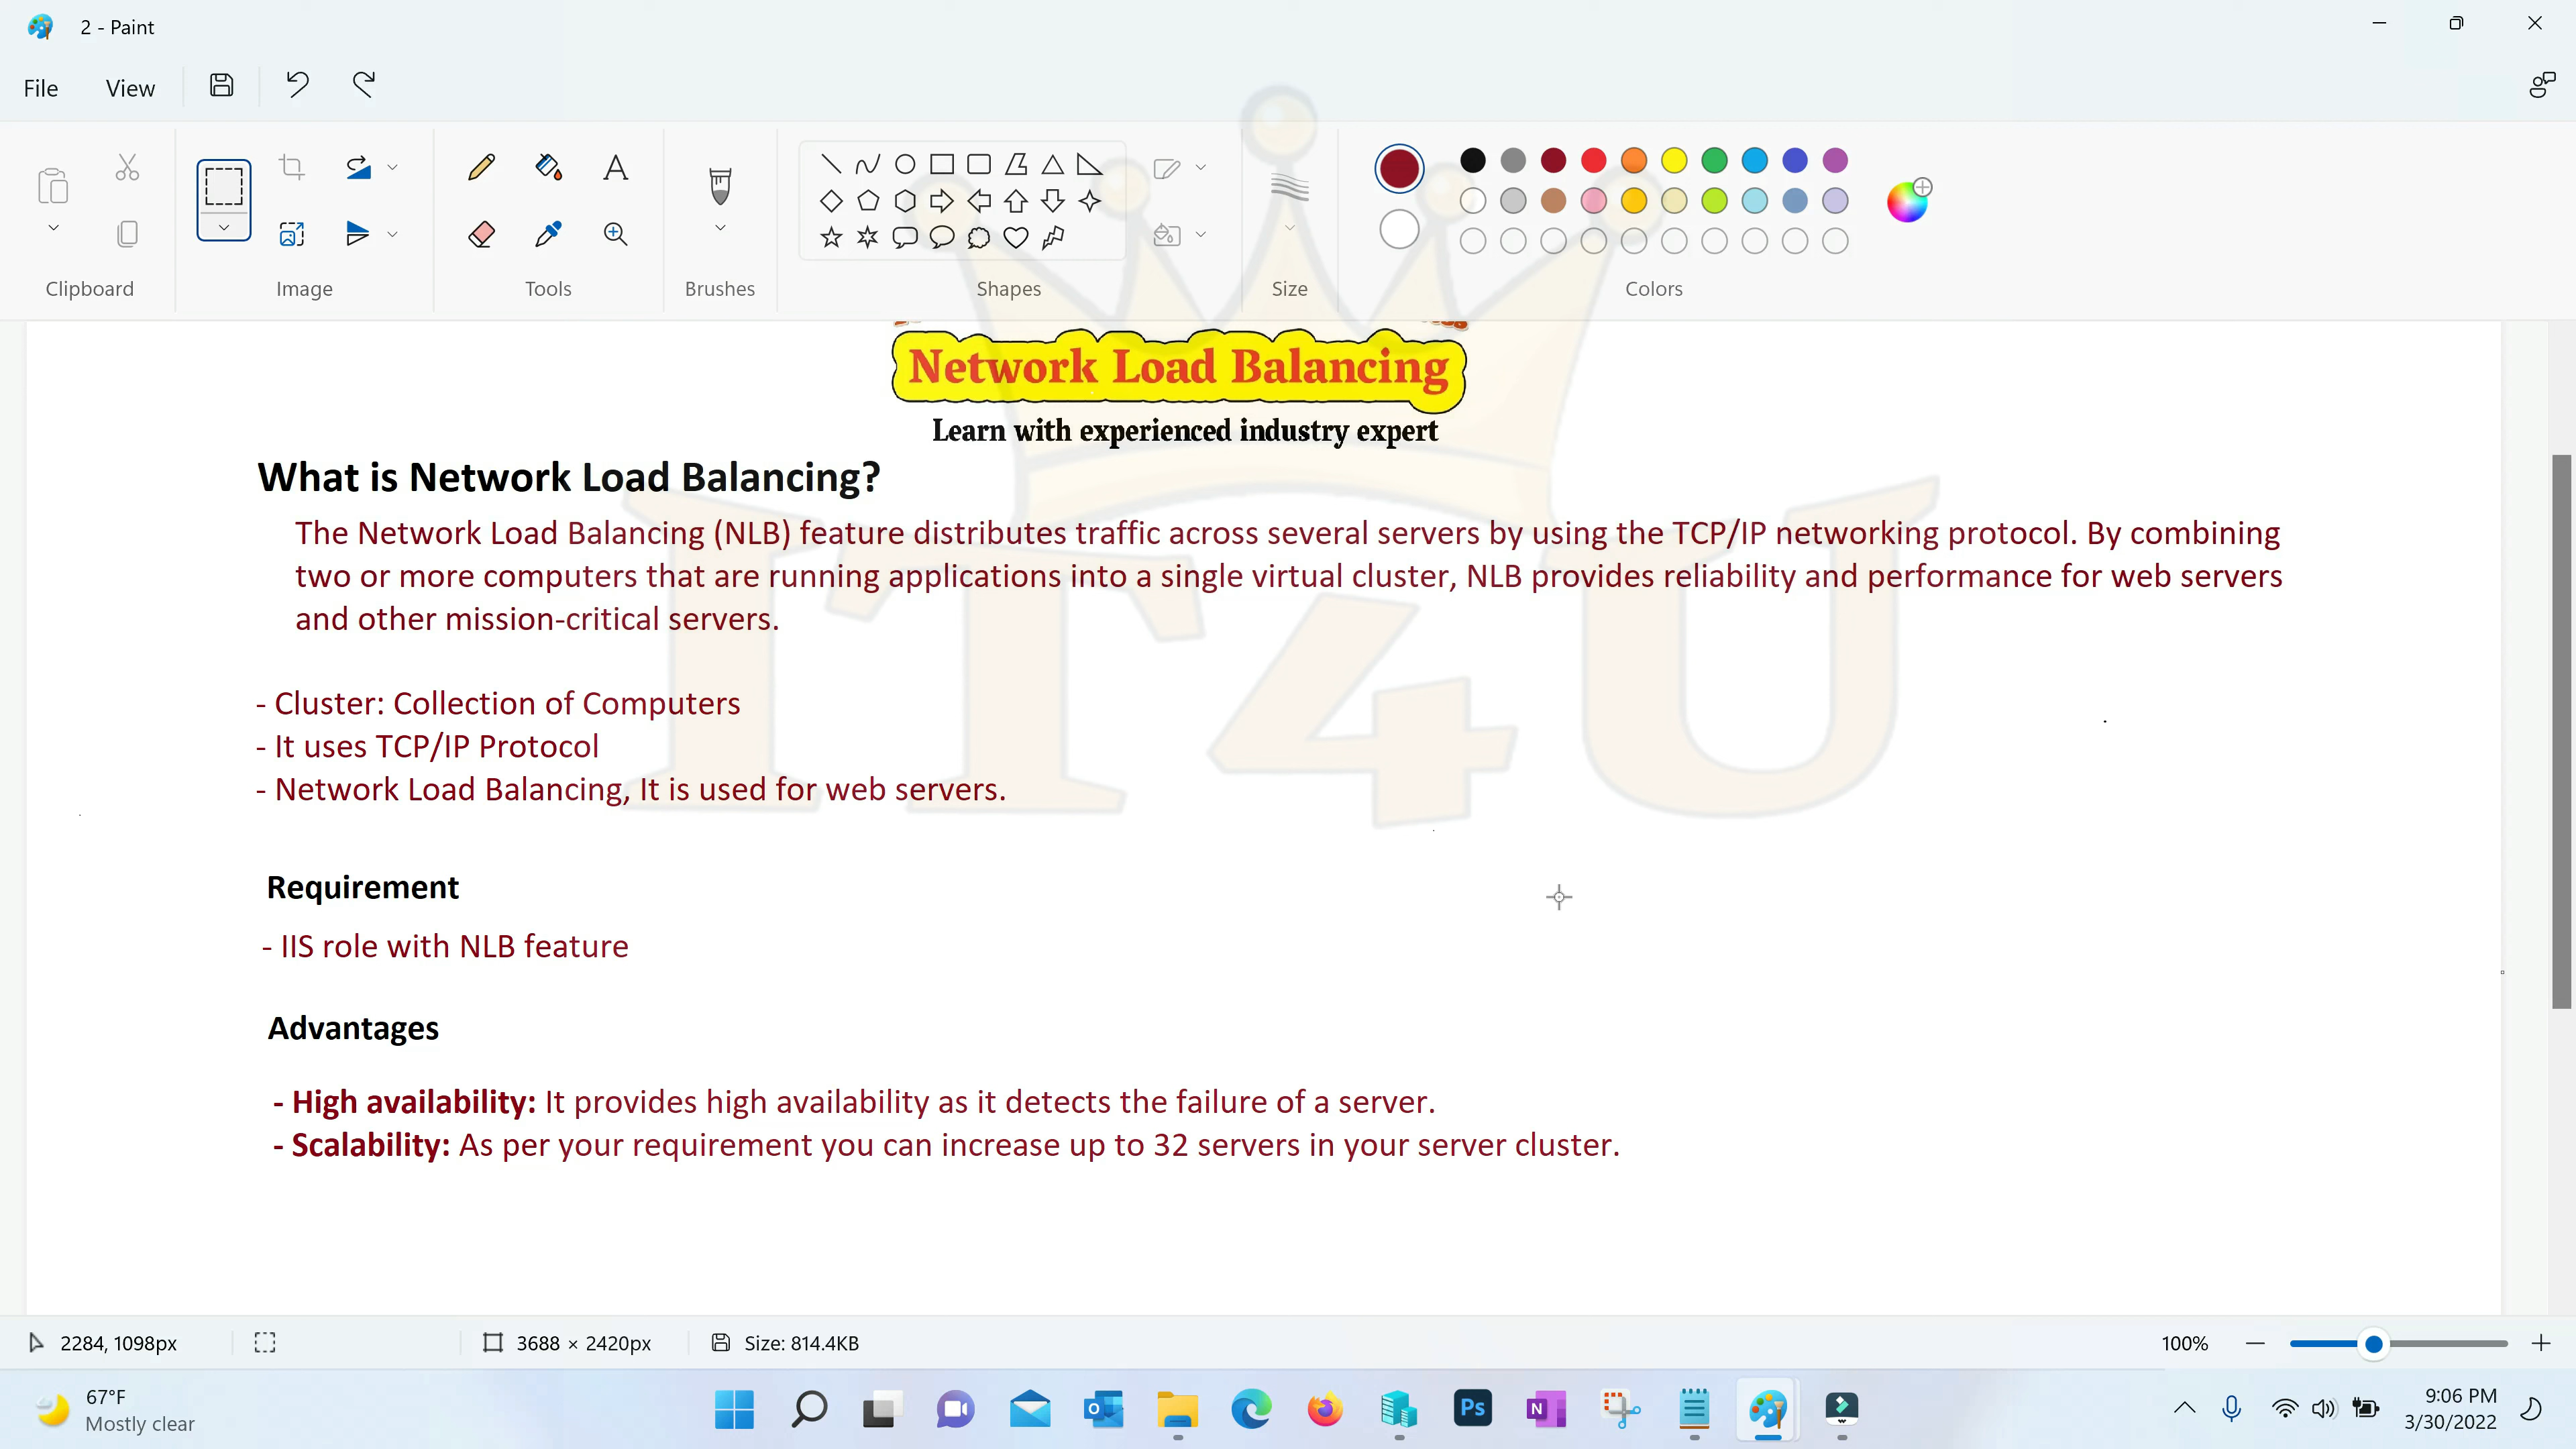 2 - Paint
File View
Clipboard
Image
Tools
Brushes
Shapes
Size
Colors
Network Load Balancing
Learn with experienced industry expert
What is Network Load Balancing?
The Network Load Balancing (NLB) feature distributes traffic across several servers by using the TCP/IP networking protocol. By combining
two or more computers that are running applications into a single virtual cluster, NLB provides reliability and performance for web servers
and other mission-critical servers.
- Cluster: Collection of Computers
- It uses TCP/IP Protocol
- Network Load Balancing, It is used for web servers.
IT4U
Requirement
- IIS role with NLB feature
Advantages
- High availability: It provides high availability as it detects the failure of a server.
- Scalability: As per your requirement you can increase up to 32 servers in your server cluster.
2284, 1098px
3688 × 2420px
Size: 814.4KB
100%
67°F
Mostly clear
Ps
N
9:06 PM
3/30/2022